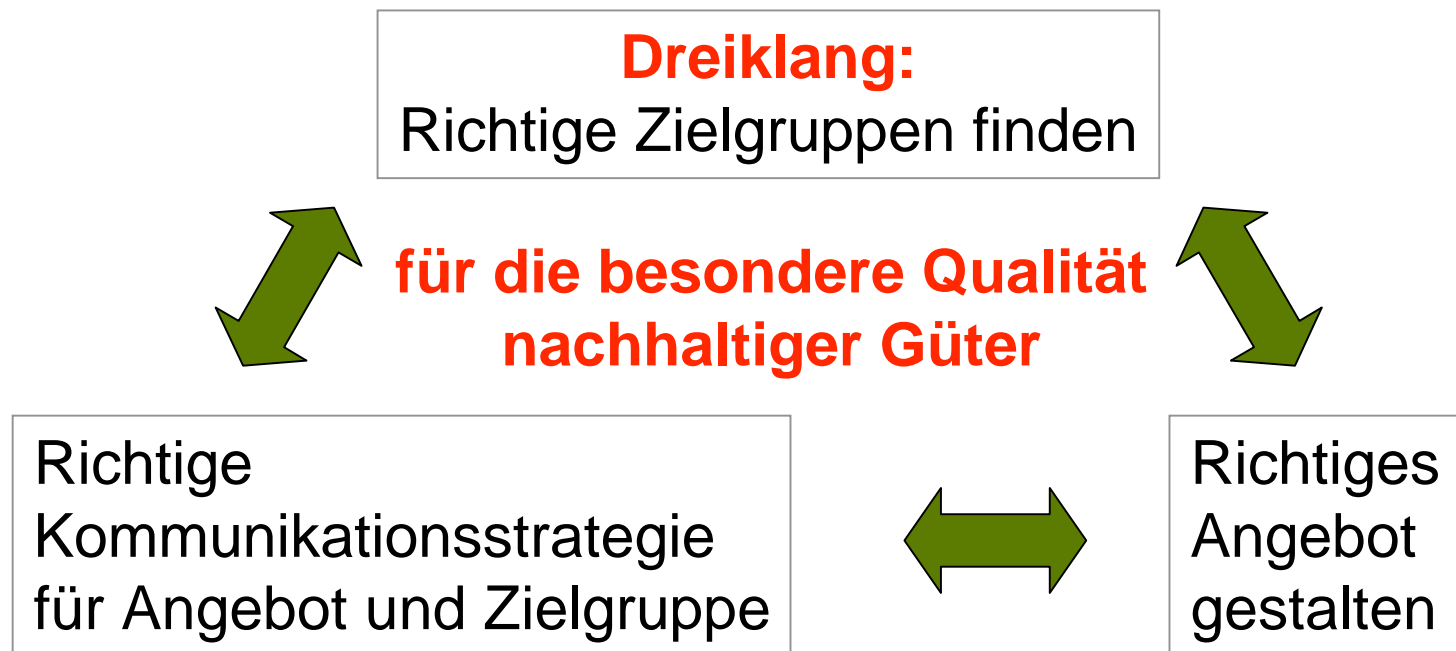 Dreiklang:
Richtige Zielgruppen finden
für die besondere Qualität
nachhaltiger Güter
Richtige
Kommunikationsstrategie
für Angebot und Zielgruppe
Richtiges
Angebot
gestalten